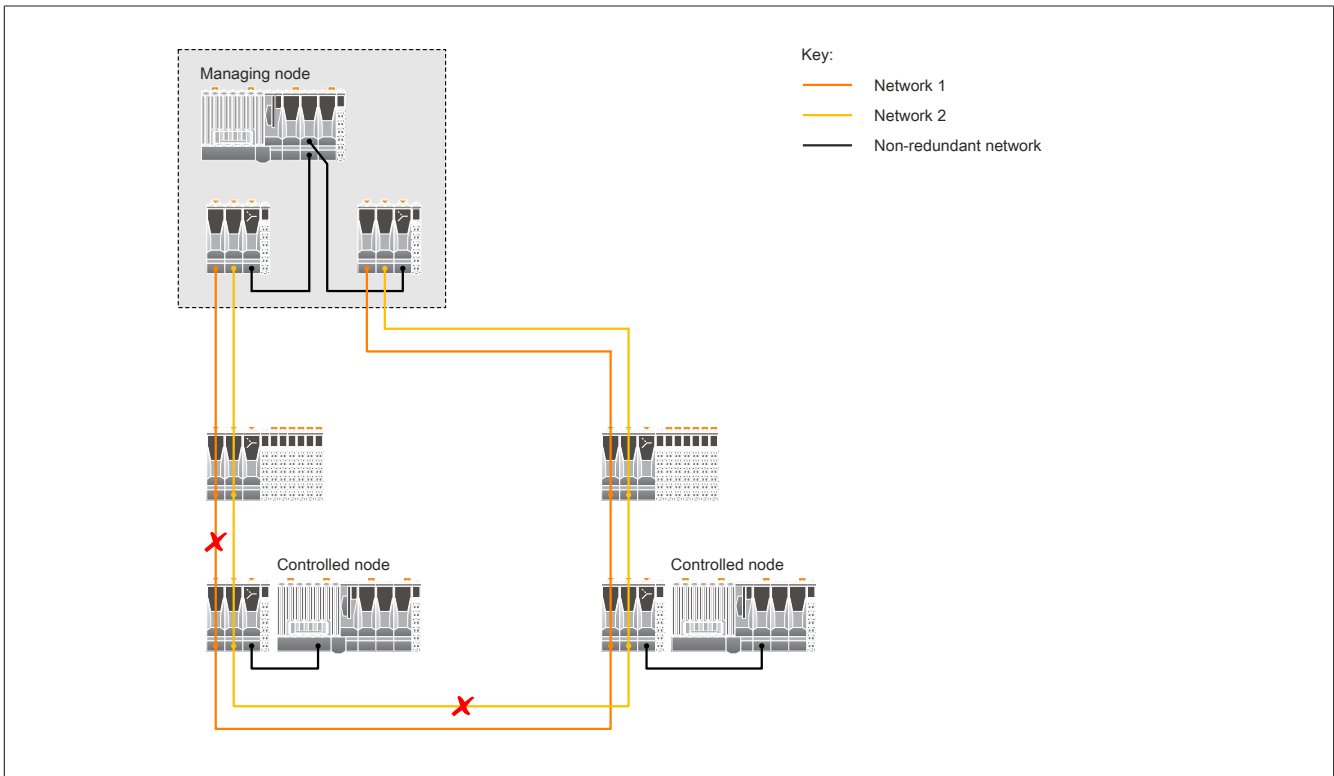 Managing node
Key:
Network 1
Network 2
Non-redundant network
Controlled node
Controlled node